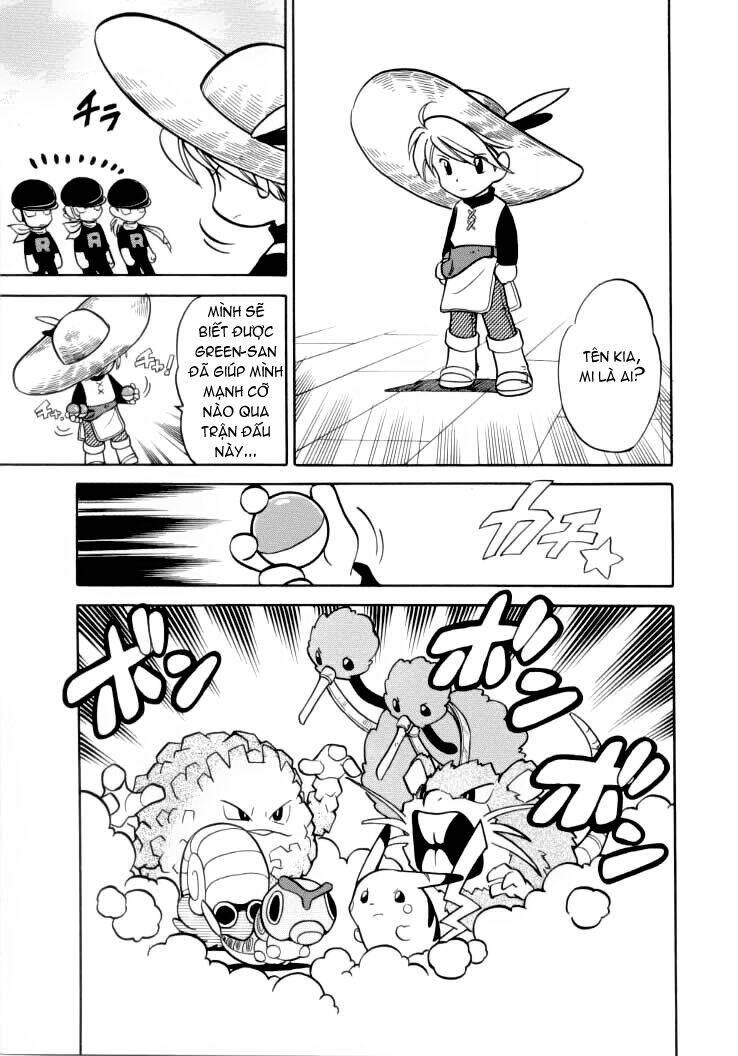 TÊN KIA,
MI LÀ AI?
チラ
R
R
R
MÌNH SẼ
BIẾT ĐƯỢC
GREEN-SAN
ĐÃ GIÚP MÌNH
MẠNH CỠ
NÀO QUA
TRẬN ĐẤU
NÀY...
チャ!
チャ
カチ☆
ボン
ボン
ボン